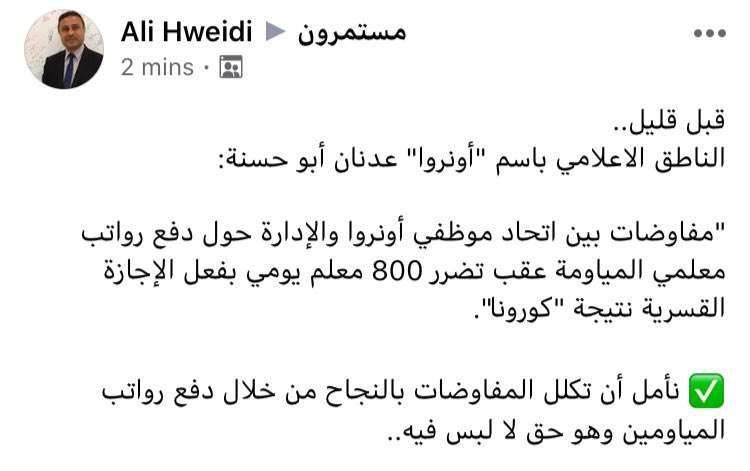 Ali Hweidi ▶ مستمرون
2 mins ·
قبل قليل..
الناطق الاعلامي باسم "أونروا" عدنان أبو حسنة:
"مفاوضات بين اتحاد موظفي أونروا والإدارة حول دفع رواتب
معلمي المياومة عقب تضرر 800 معلم يومي بفعل الإجازة
القسرية نتيجة "كورونا".
✅ نأمل أن تكلل المفاوضات بالنجاح من خلال دفع رواتب
المياومين وهو حق لا لبس فيه..